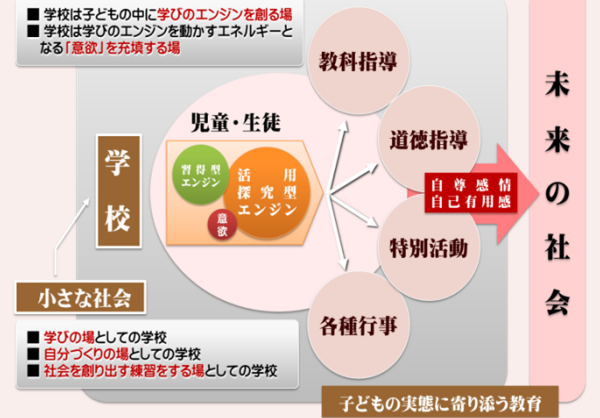 ■ 学校は子どもの中に学びのエンジンを創る場
■ 学校は学びのエンジンを動かすエネルギーと
なる「意欲」を充填する場
教科指導
児童・生徒
道徳指導
学校
習得型
エンジン
活用
探究型
エンジン
意欲
自尊感情
自己有用感
未来の社会
特別活動
小さな社会
各種行事
■ 学びの場としての学校
■ 自分づくりの場としての学校
■ 社会を創り出す練習をする場としての学校
子どもの実態に寄り添う教育